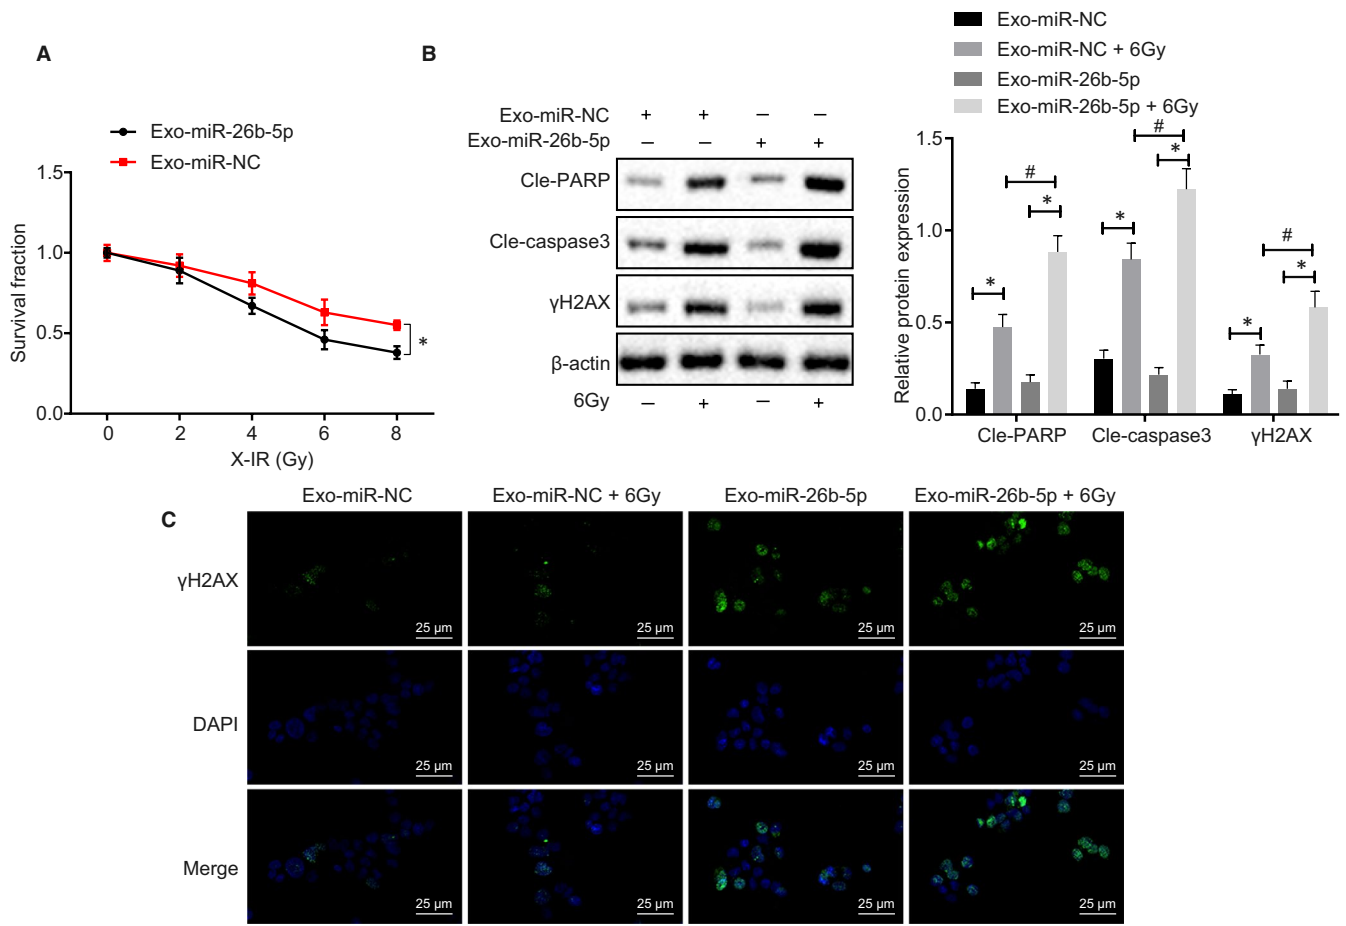 A
Exo-miR-26b-5p
Exo-miR-NC
1.5
1.0
0.5
0.0
Survival fraction
0 2 4 6 8
X-IR (Gy)
*
B
Exo-miR-NC + + – –
Exo-miR-26b-5p – – + +
Cle-PARP
Cle-caspase3
γH2AX
β-actin
6Gy – + – +
Exo-miR-NC
Exo-miR-NC + 6Gy
Exo-miR-26b-5p
Exo-miR-26b-5p + 6Gy
Relative protein expression
1.5
1.0
0.5
0.0
* # *
* # *
* # *
Cle-PARP Cle-caspase3 γH2AX
C
Exo-miR-NC Exo-miR-NC + 6Gy Exo-miR-26b-5p Exo-miR-26b-5p + 6Gy
γH2AX
25 µm 25 µm 25 µm 25 µm
DAPI
25 µm 25 µm 25 µm 25 µm
Merge
25 µm 25 µm 25 µm 25 µm